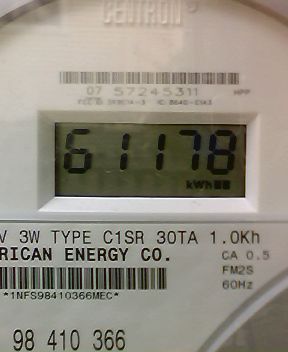 CENTRON
07 57245311 HPP
61178
kWh
V 3W TYPE C1SR 30TA 1.0Kh
RICAN ENERGY CO. CA 0.5
FM2S
60Hz
*1NFS98410366MEC*
98 410 366